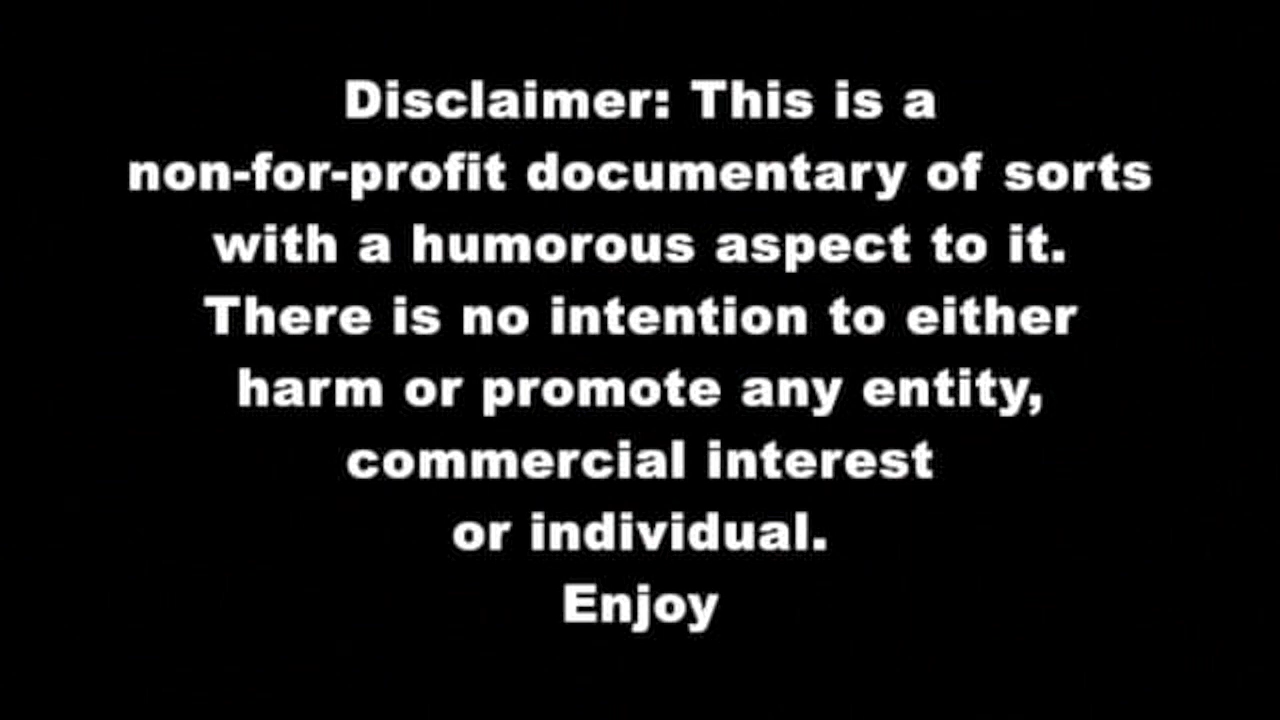 Disclaimer: This is a
non-for-profit documentary of sorts
with a humorous aspect to it.
There is no intention to either
harm or promote any entity,
commercial interest
or individual.
Enjoy